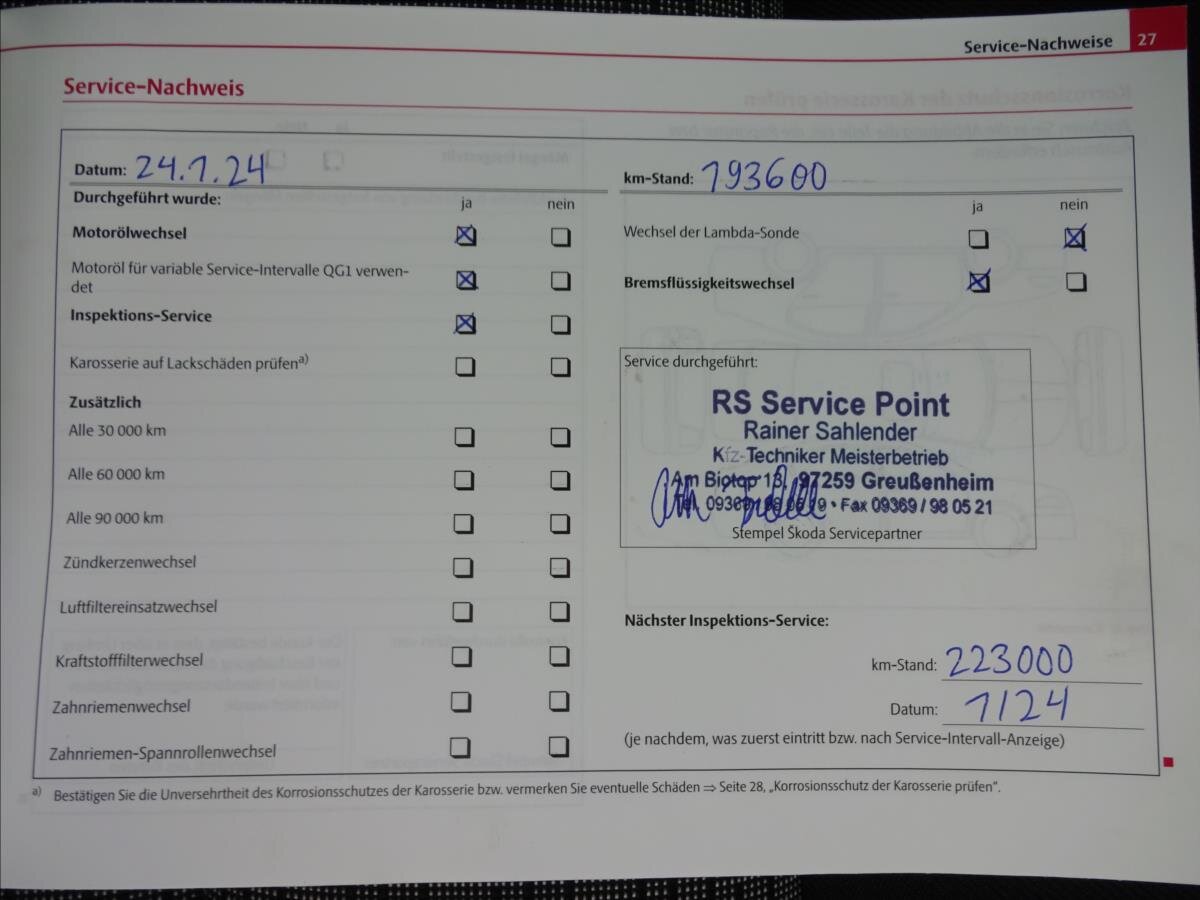 Service-Nachweise 27
Service-Nachweis
Datum: 24.1.24
km-Stand: 193600
Durchgeführt wurde: ja nein
ja nein
Motorölwechsel
Wechsel der Lambda-Sonde
Motoröl für variable Service-Intervalle QG1 verwen-
det
Bremsflüssigkeitswechsel
Inspektions-Service
Karosserie auf Lackschäden prüfen a)
Zusätzlich
Alle 30 000 km
Alle 60 000 km
Alle 90 000 km
Zündkerzenwechsel
Luftfiltereinsatzwechsel
Kraftstofffilterwechsel
Zahnriemenwechsel
Zahnriemen-Spannrollenwechsel
Service durchgeführt:
RS Service Point
Rainer Sahlender
Kfz-Techniker Meisterbetrieb
Am Biotop 13, 97259 Greußenheim
Tel. 09369 • Fax 09369 / 98 05 21
Stempel Škoda Servicepartner
Nächster Inspektions-Service:
km-Stand: 223000
Datum: 1/24
(je nachdem, was zuerst eintritt bzw. nach Service-Intervall-Anzeige)
a) Bestätigen Sie die Unversehrtheit des Korrosionsschutzes der Karosserie bzw. vermerken Sie eventuelle Schäden ⇒ Seite 28, „Korrosionsschutz der Karosserie prüfen“.